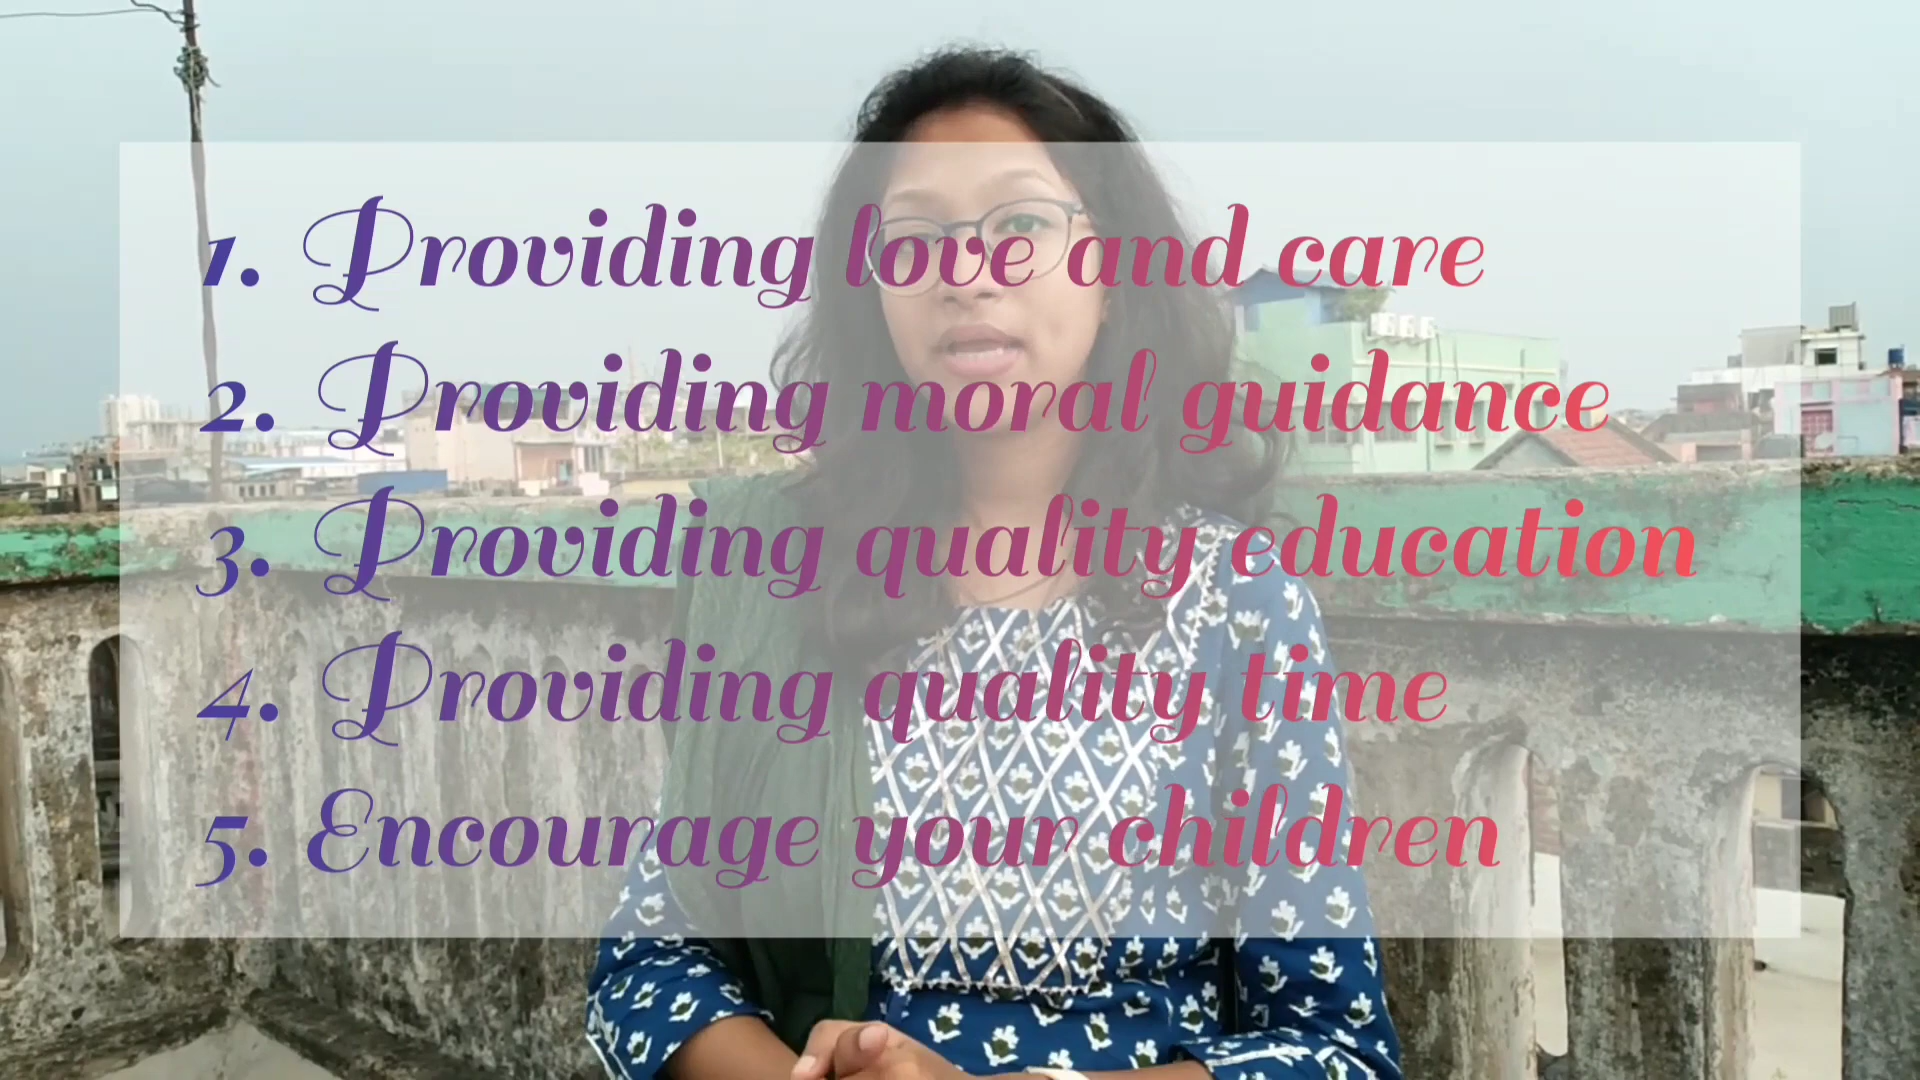 1. Providing love and care
2. Providing moral guidance
3. Providing quality education
4. Providing quality time
5. Encourage your children